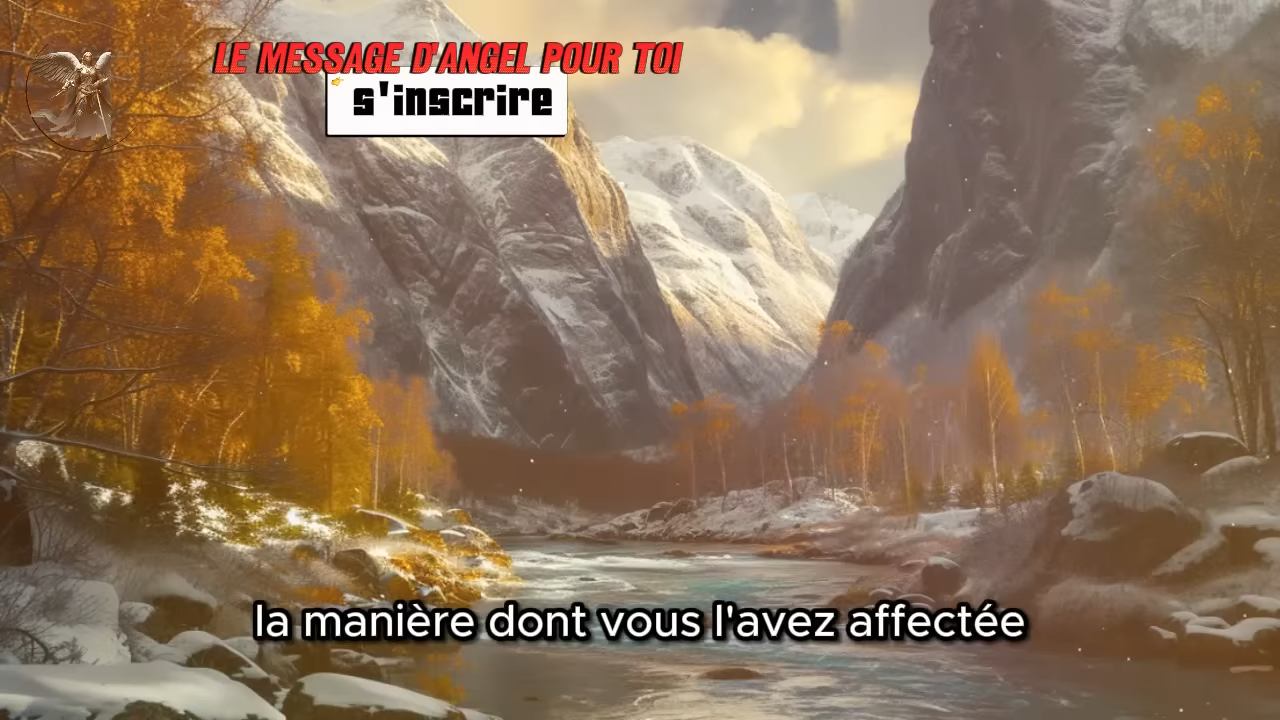 LE MESSAGE D'ANGEL POUR TOI
s'inscrire
la manière dont vous l'avez affectée